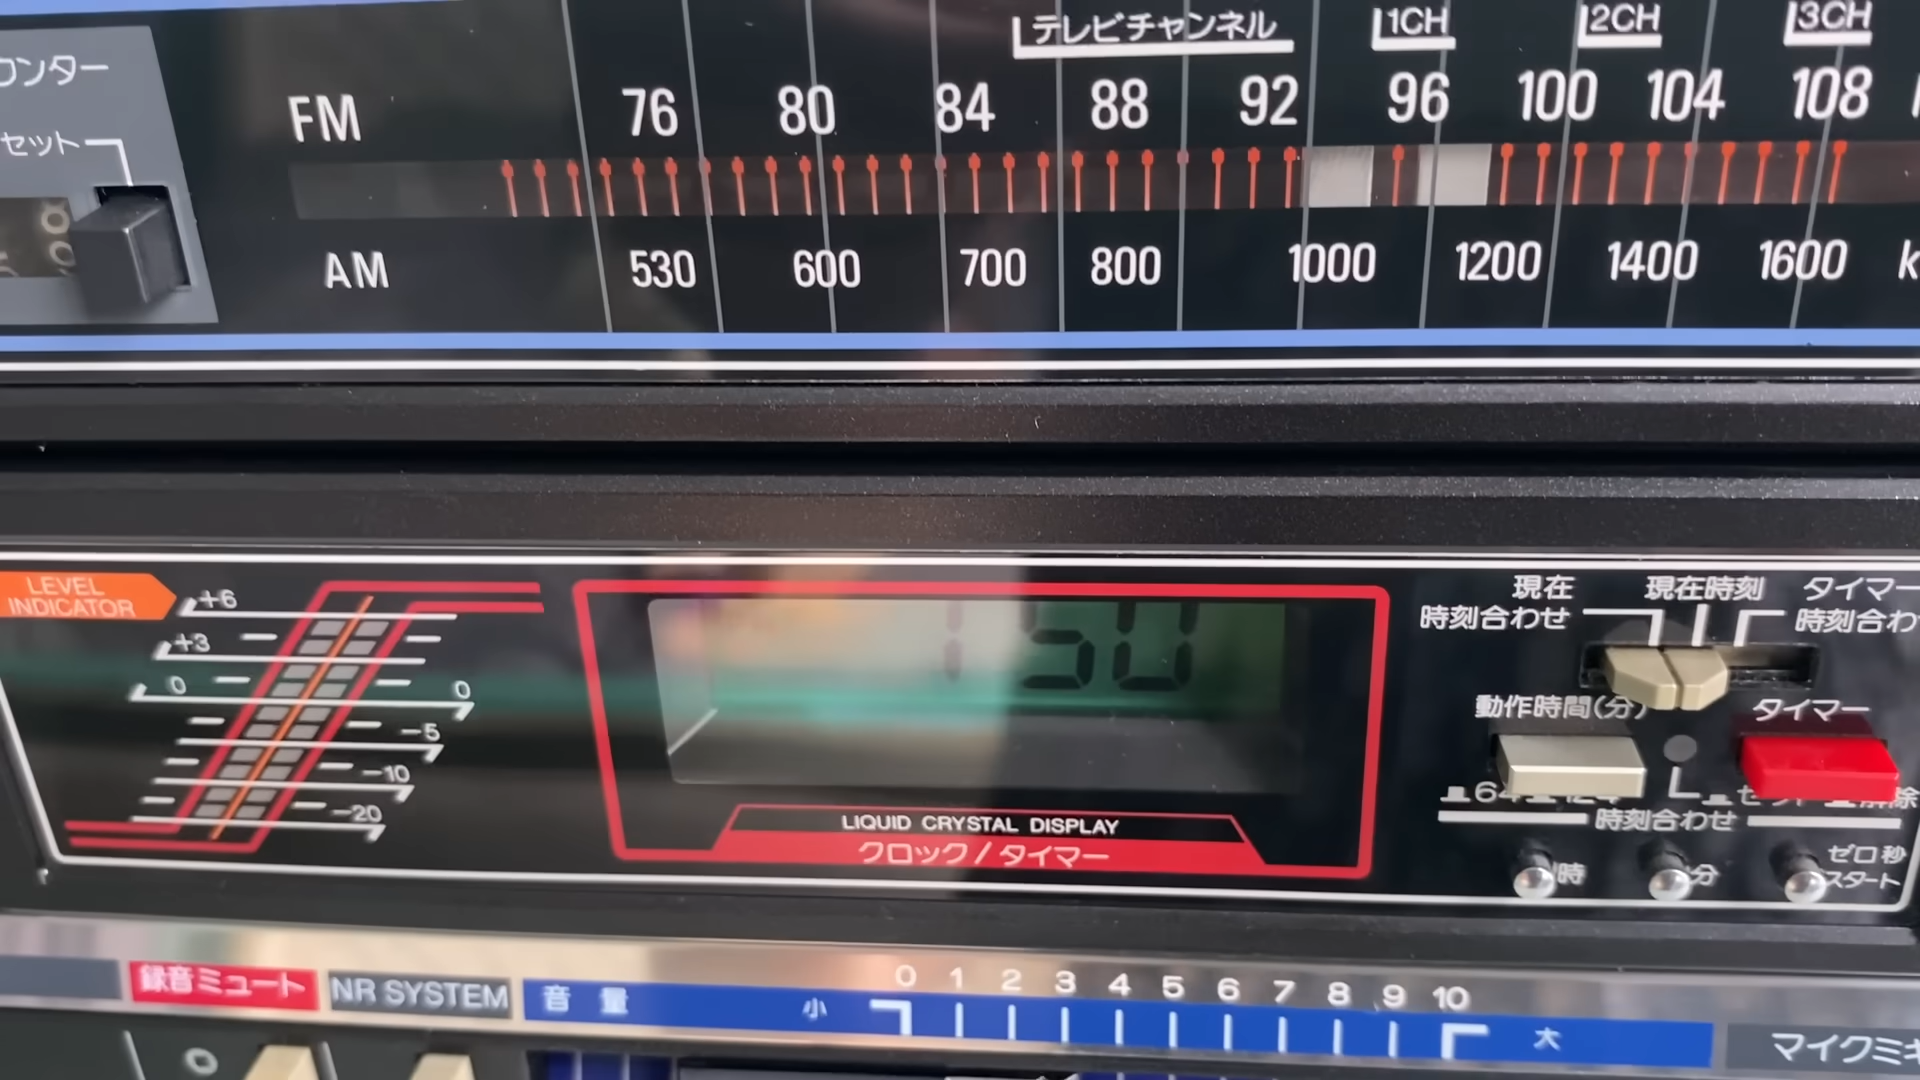 テレビチャンネル 1CH 2CH 3CH
FM 76 80 84 88 92 96 100 104 108
セット
AM 530 600 700 800 1000 1200 1400 1600
LEVEL
INDICATOR
+6
+3
0 0
-5
-10
-20
1 50
LIQUID CRYSTAL DISPLAY
クロック/タイマー
現在 現在時刻 タイマー
時刻合わせ 時刻合わ
動作時間(分) タイマー
時刻合わせ
時 分 ゼロ秒
スタート
録音ミュート NR SYSTEM 音量 小 0 1 2 3 4 5 6 7 8 9 10 大
マイクミキ